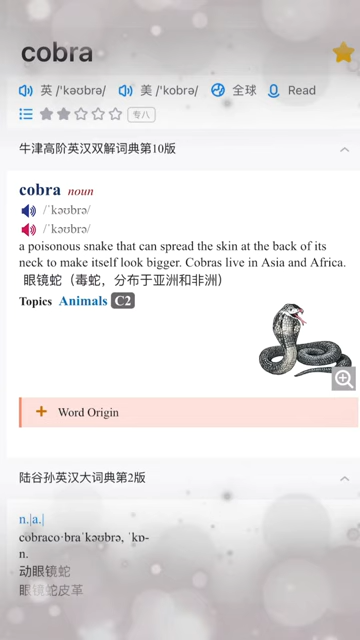 cobra
英 /'kəʊbrə/ 美 /'kobrə/ 全球 Read
专八
牛津高阶英汉双解词典第10版
cobra noun
/ˈkəʊbrə/
/ˈkəʊbrə/
a poisonous snake that can spread the skin at the back of its
neck to make itself look bigger. Cobras live in Asia and Africa.
眼镜蛇（毒蛇，分布于亚洲和非洲）
Topics Animals C2
+ Word Origin
陆谷孙英汉大词典第2版
n.|a.|
cobraco·braˈkəʊbrə, ˈkɒ-
n.
动眼镜蛇
眼镜蛇皮革